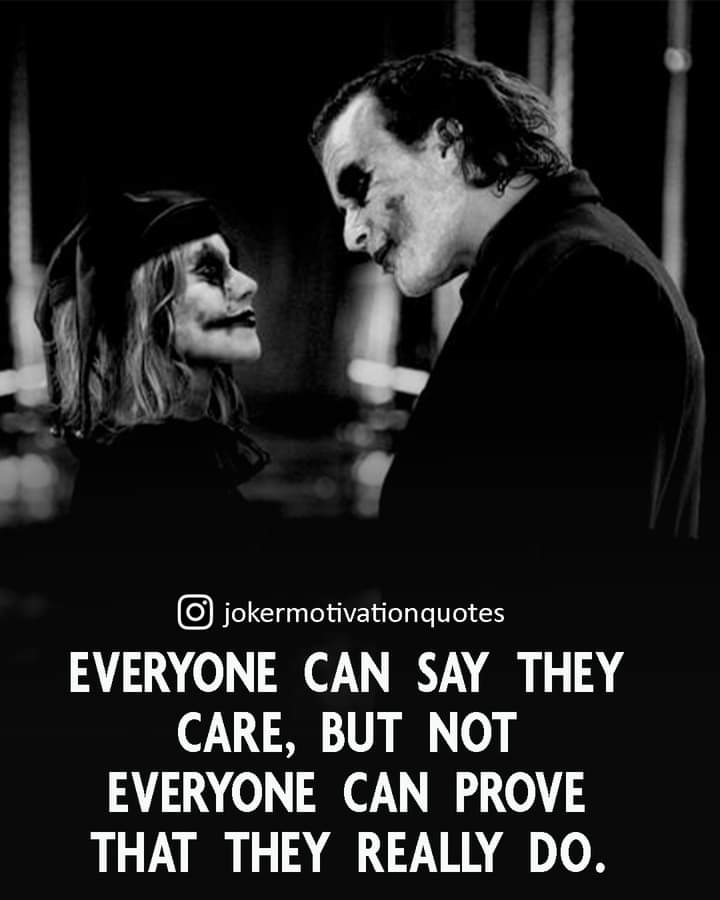 jokermotivationquotes
EVERYONE CAN SAY THEY
CARE, BUT NOT
EVERYONE CAN PROVE
THAT THEY REALLY DO.